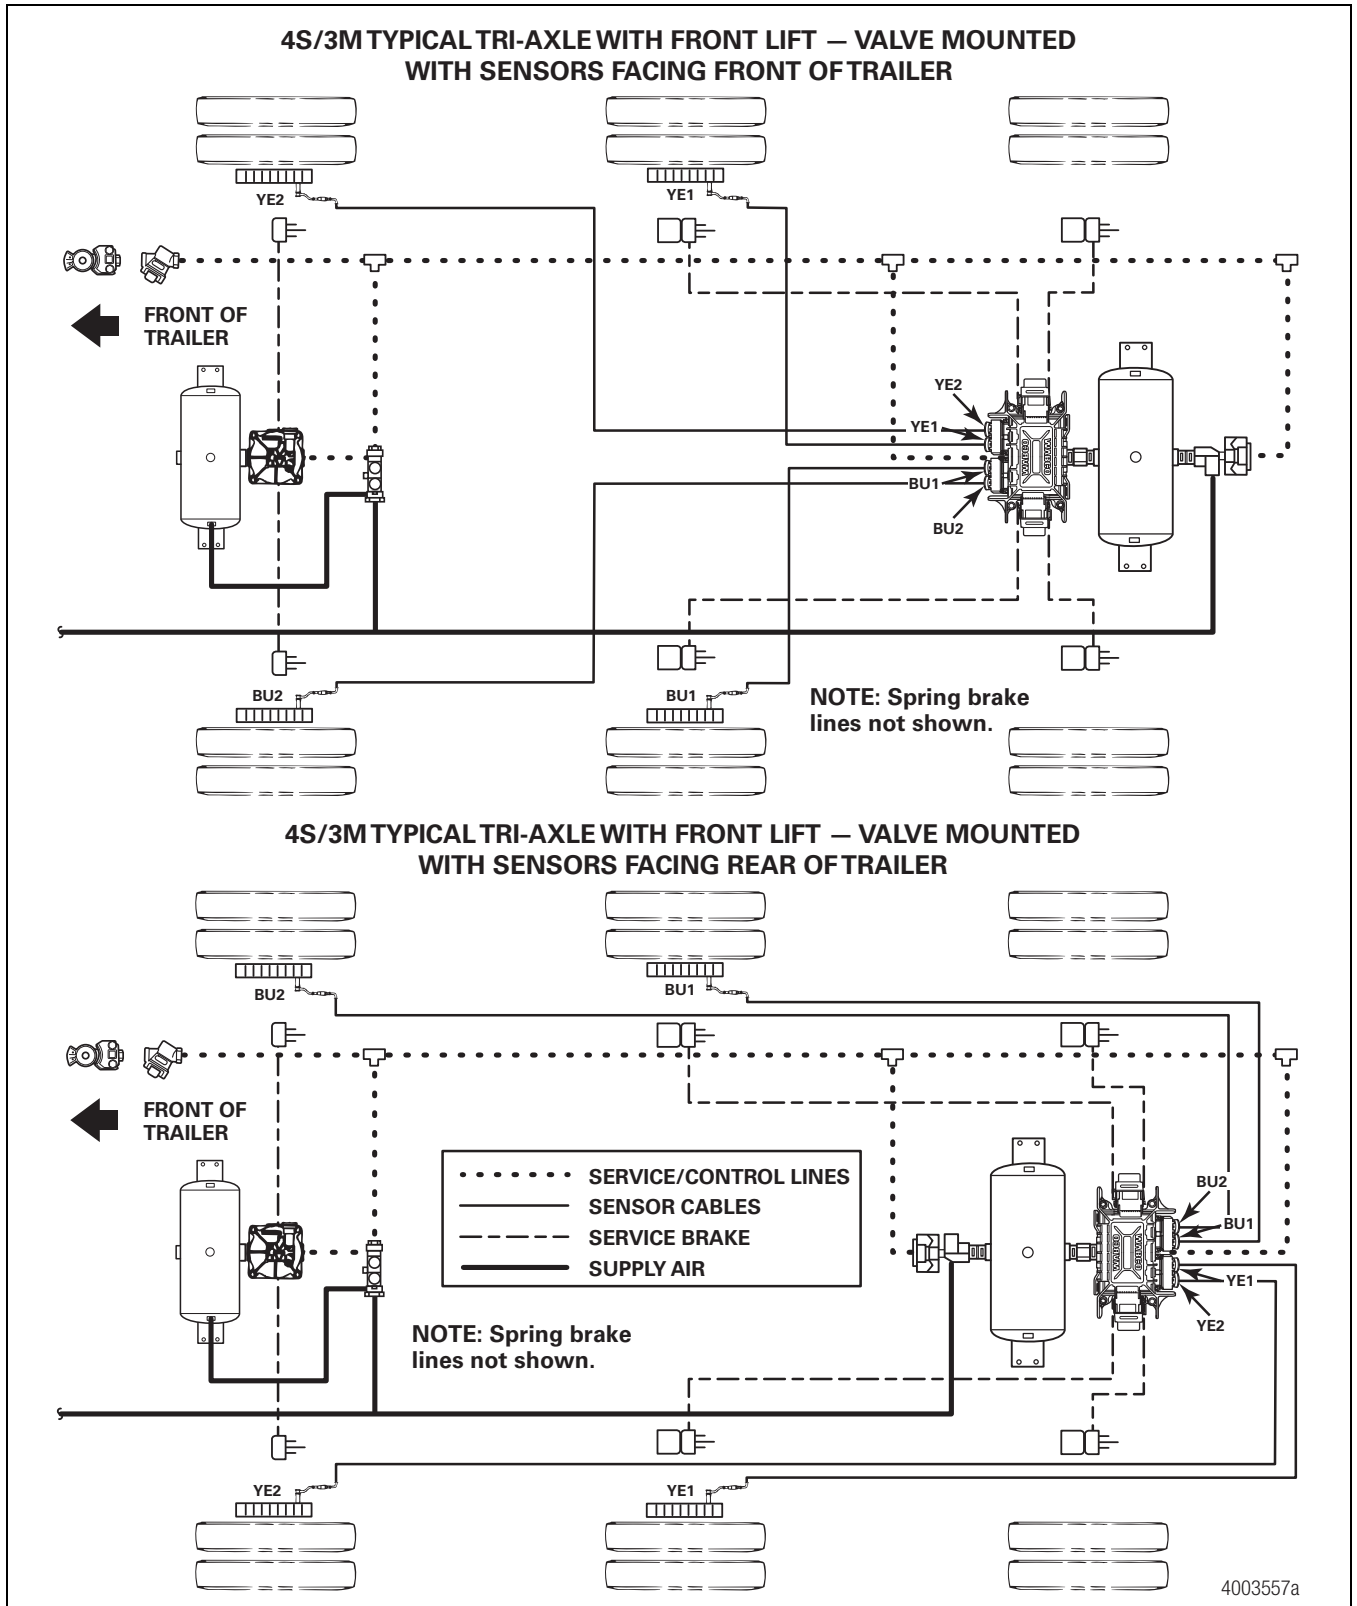 4S/3M TYPICAL TRI-AXLE WITH FRONT LIFT — VALVE MOUNTED
WITH SENSORS FACING FRONT OF TRAILER
YE2
YE1
FRONT OF
TRAILER
YE2
YE1
BU1
BU2
WABCO
WABCO
BU2
BU1
NOTE: Spring brake
lines not shown.
4S/3M TYPICAL TRI-AXLE WITH FRONT LIFT — VALVE MOUNTED
WITH SENSORS FACING REAR OF TRAILER
BU2
BU1
FRONT OF
TRAILER
SERVICE/CONTROL LINES
SENSOR CABLES
SERVICE BRAKE
SUPPLY AIR
BU2
BU1
YE1
YE2
WABCO
WABCO
NOTE: Spring brake
lines not shown.
YE2
YE1
4003557a